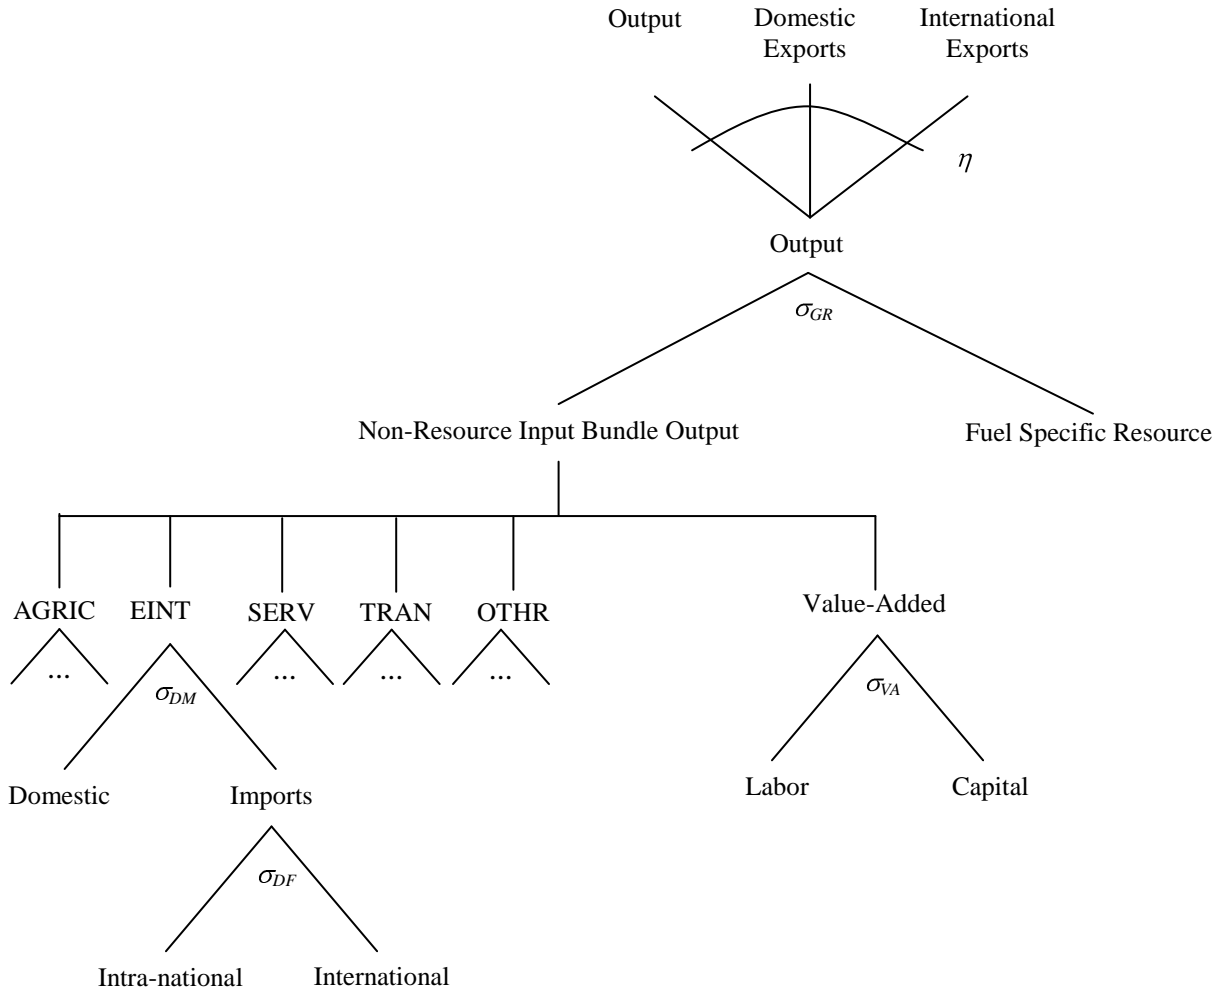 Output
Domestic
Exports
International
Exports
η
Output
σGR
Non-Resource Input Bundle Output
Fuel Specific Resource
AGRIC
EINT
SERV
TRAN
OTHR
Value-Added
...
...
...
...
σDM
σVA
Domestic
Imports
Labor
Capital
σDF
Intra-national
International